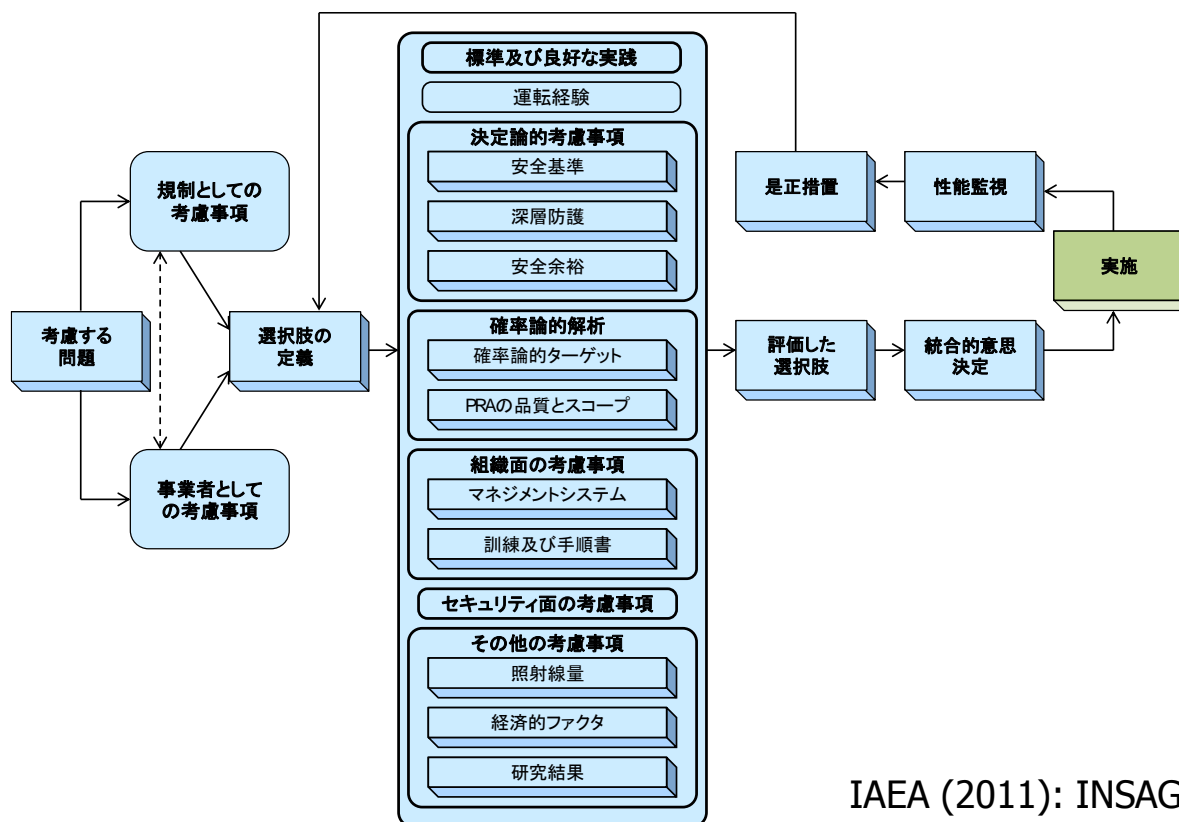 考慮する
問題
規制としての
考慮事項
事業者として
の考慮事項
選択肢の
定義
標準及び良好な実践
運転経験
決定論的考慮事項
安全基準
深層防護
安全余裕
確率論的解析
確率論的ターゲット
PRAの品質とスコープ
組織面の考慮事項
マネジメントシステム
訓練及び手順書
セキュリティ面の考慮事項
その他の考慮事項
照射線量
経済的ファクタ
研究結果
評価した
選択肢
統合的意思
決定
実施
性能監視
是正措置
IAEA (2011): INSAG